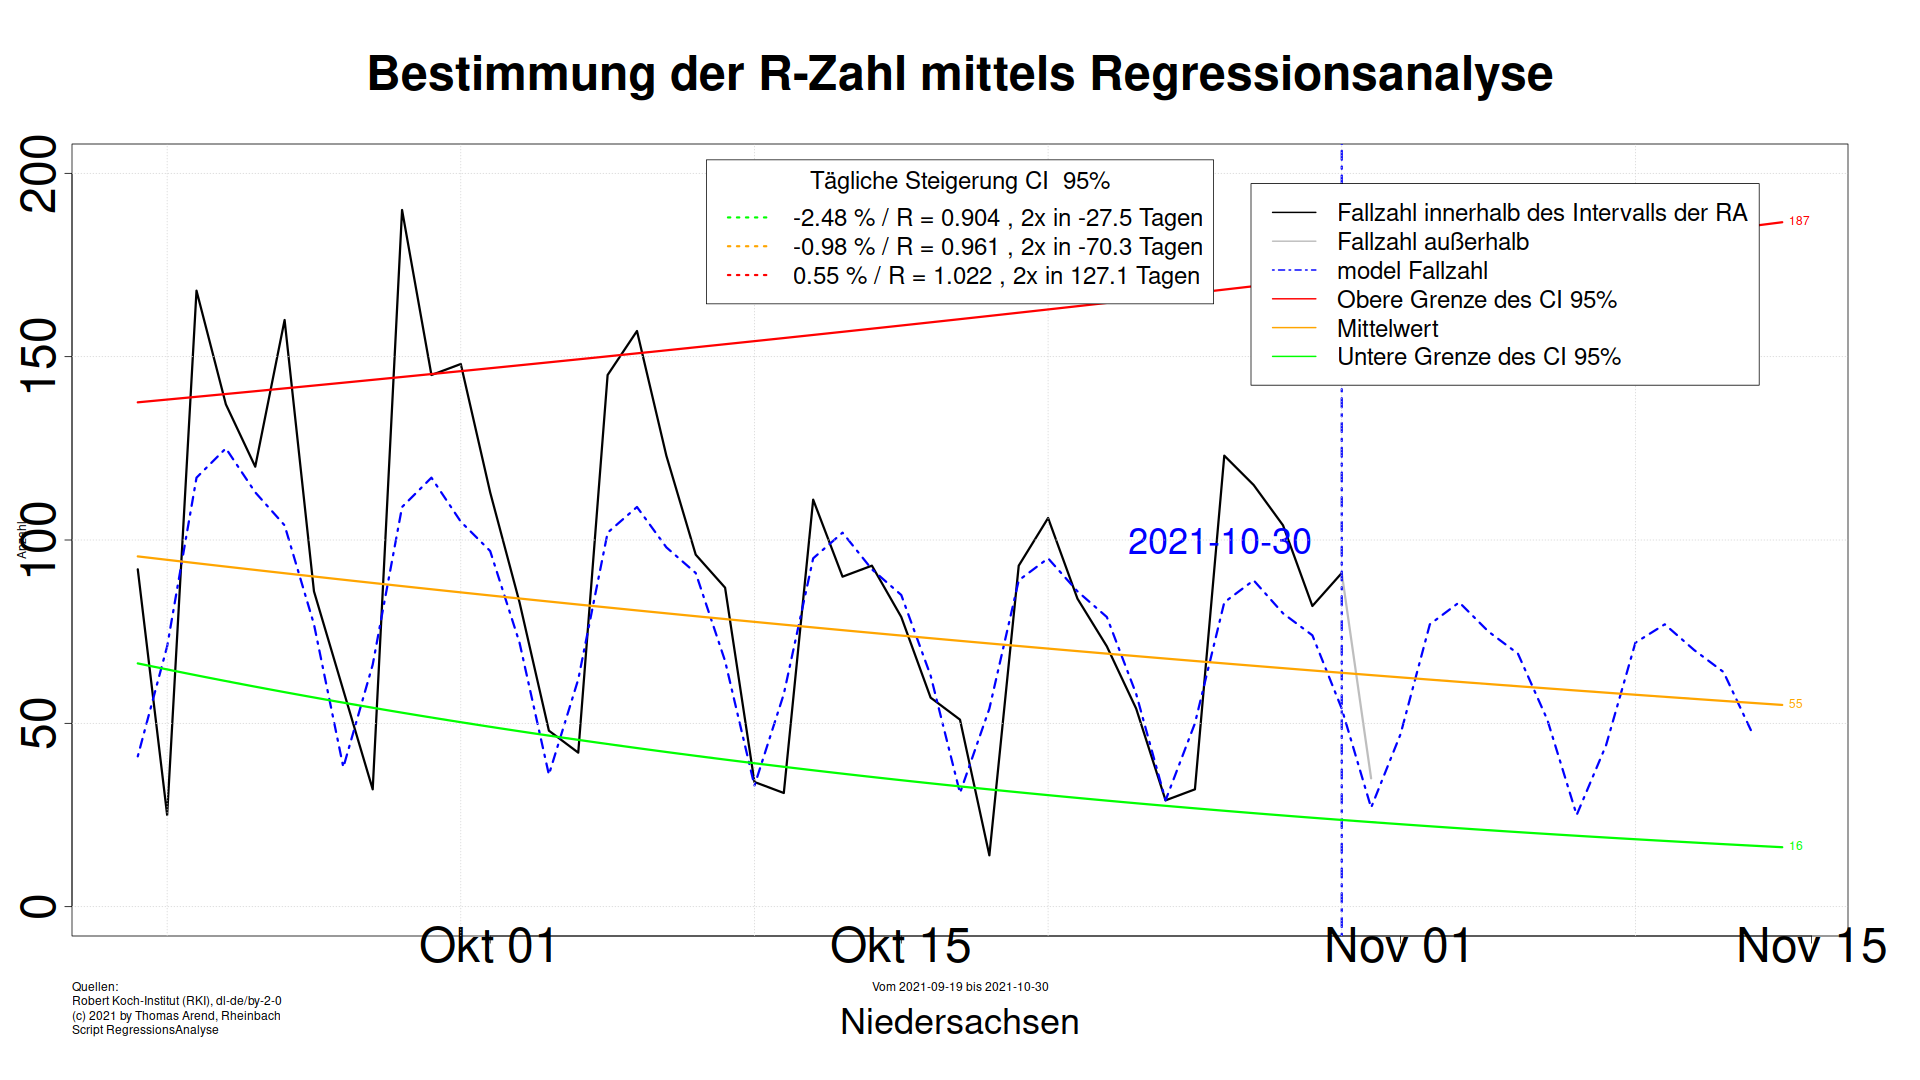 Bestimmung der R-Zahl mittels Regressionsanalyse
200
150
100
50
0
Anzahl
Tägliche Steigerung CI 95%
-2.48 % / R = 0.904 , 2x in -27.5 Tagen
-0.98 % / R = 0.961 , 2x in -70.3 Tagen
0.55 % / R = 1.022 , 2x in 127.1 Tagen
Fallzahl innerhalb des Intervalls der RA
Fallzahl außerhalb
model Fallzahl
Obere Grenze des CI 95%
Mittelwert
Untere Grenze des CI 95%
187
2021-10-30
55
16
Okt 01
Okt 15
Nov 01
Nov 15
Quellen:
Robert Koch-Institut (RKI), dl-de/by-2-0
(c) 2021 by Thomas Arend, Rheinbach
Script RegressionsAnalyse
Vom 2021-09-19 bis 2021-10-30
Niedersachsen